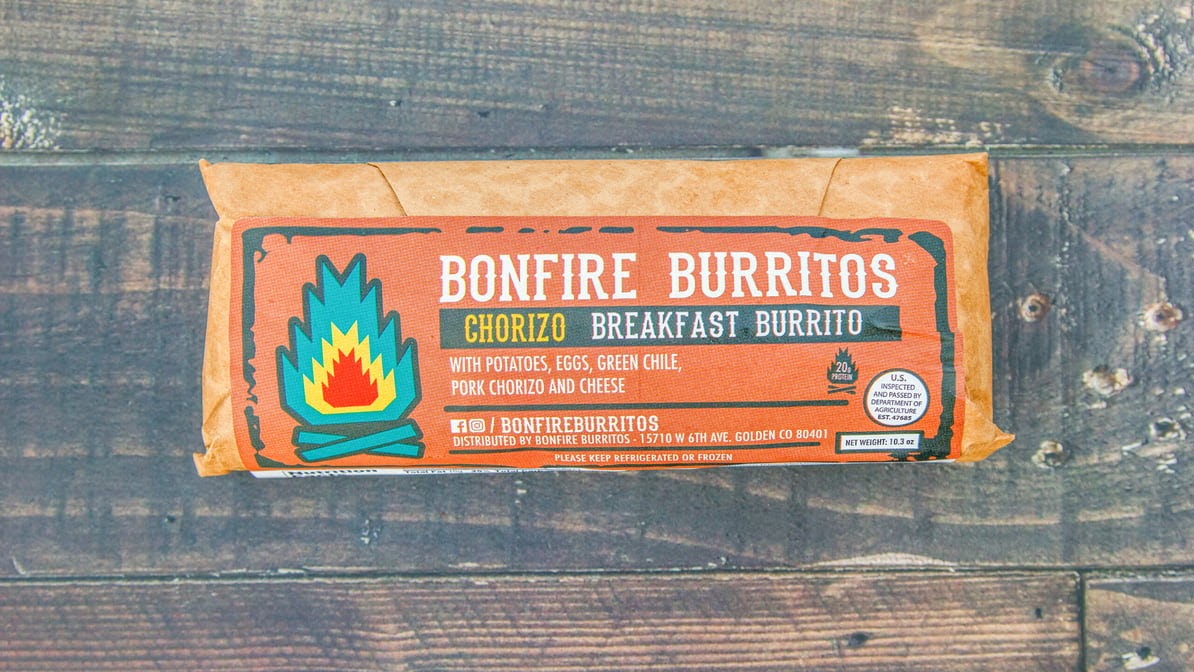 BONFIRE BURRITOS
CHORIZO BREAKFAST BURRITO
WITH POTATOES, EGGS, GREEN CHILE,
PORK CHORIZO AND CHEESE
20g
PROTEIN
U.S.
INSPECTED
AND PASSED BY
DEPARTMENT OF
AGRICULTURE
EST. 47685
/ BONFIREBURRITOS
DISTRIBUTED BY BONFIRE BURRITOS - 15710 W 6TH AVE. GOLDEN CO 80401
NET WEIGHT: 10.3 oz
PLEASE KEEP REFRIGERATED OR FROZEN